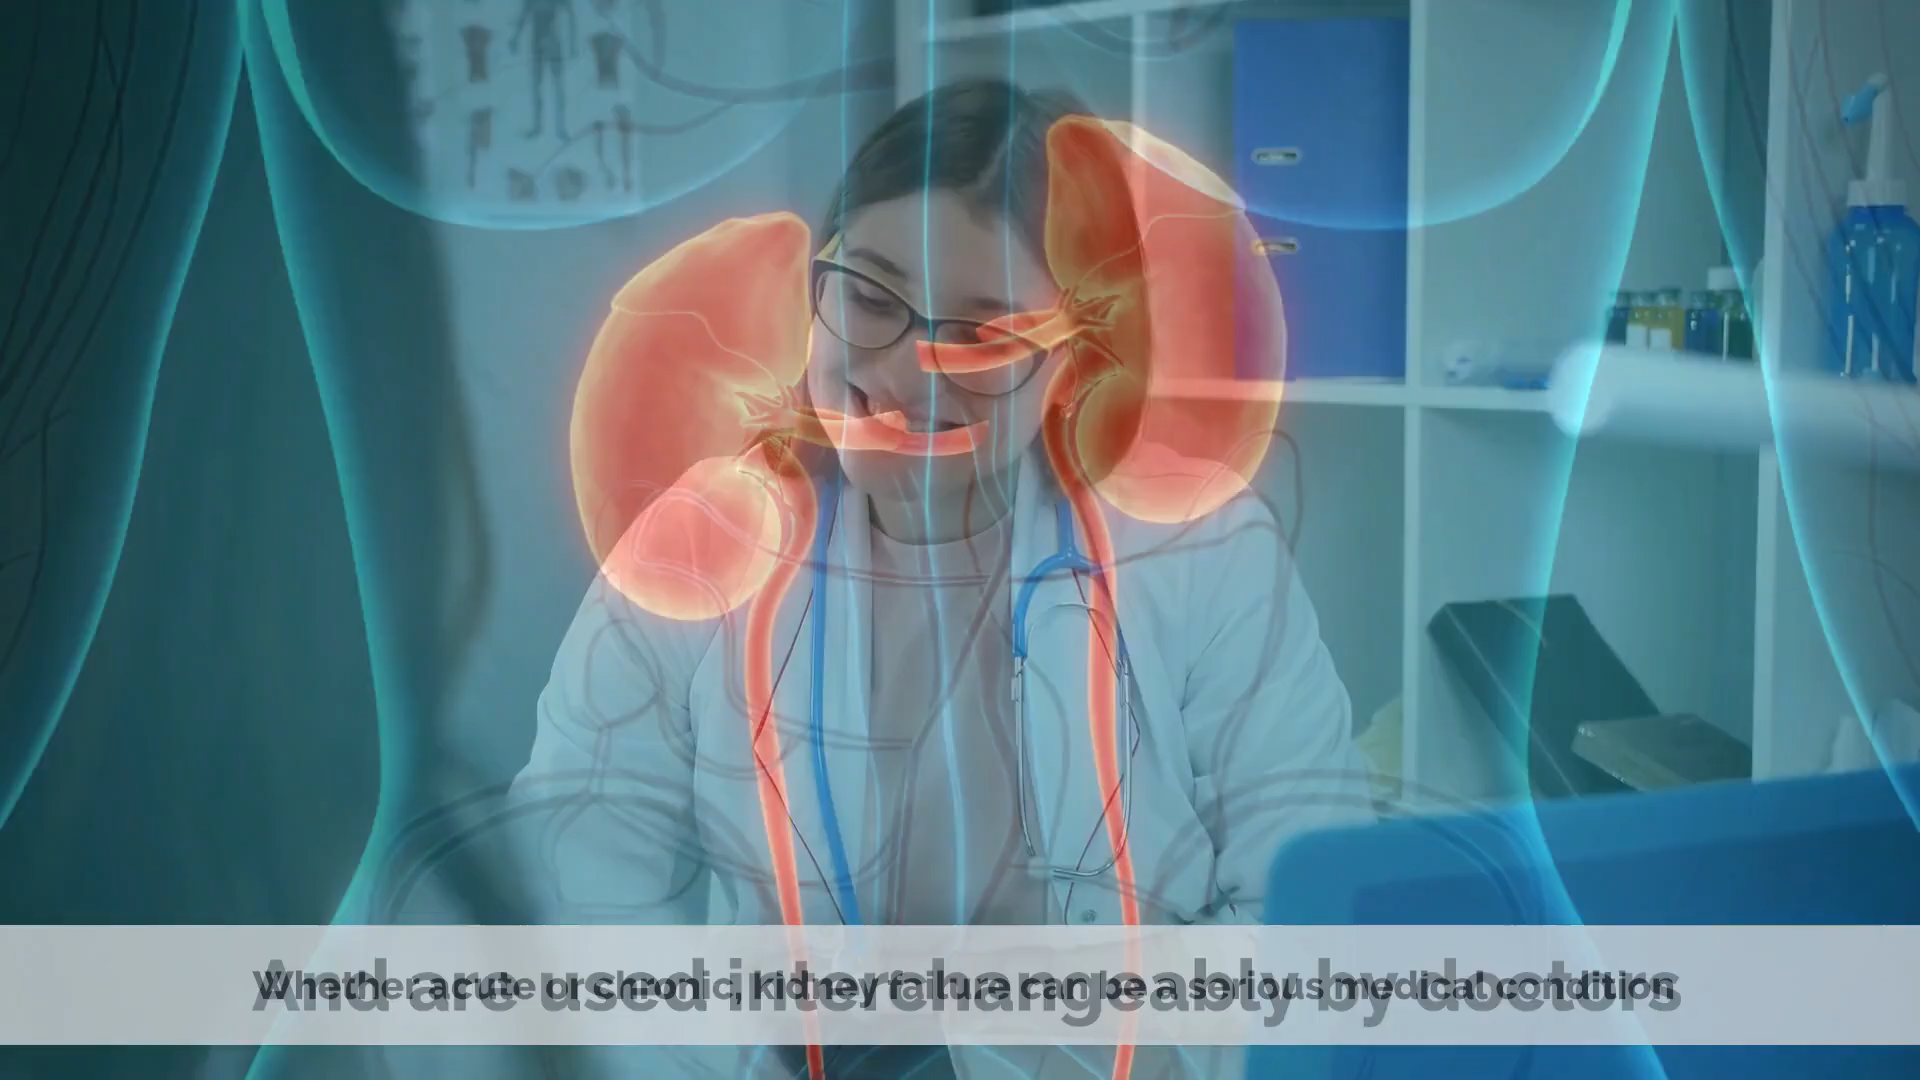 And are used interchangeably by doctors
Whether acute or chronic, kidney failure can be a serious medical condition